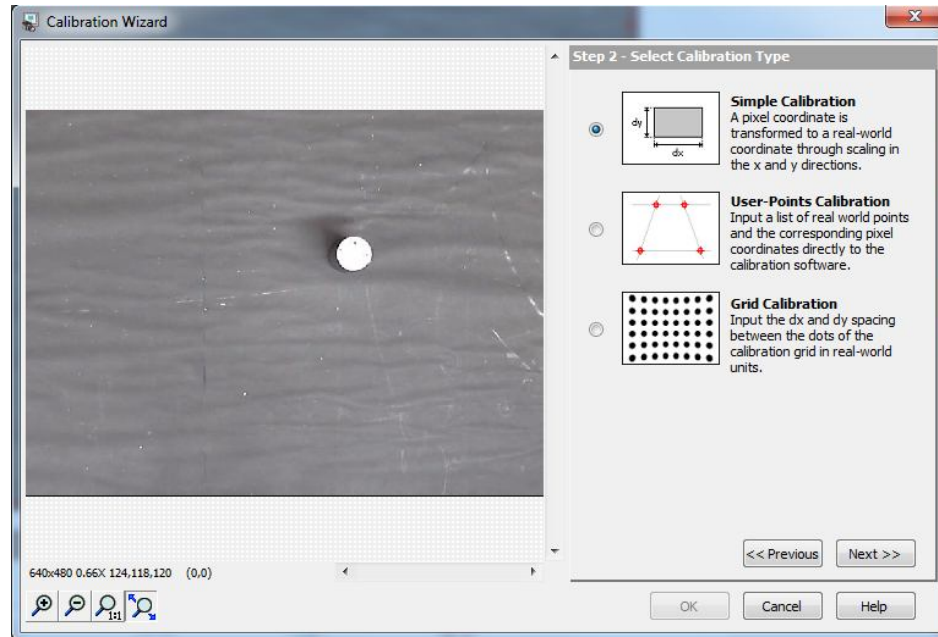 Calibration Wizard
x
Step 2 - Select Calibration Type
Simple Calibration
A pixel coordinate is
transformed to a real-world
coordinate through scaling in
the x and y directions.
dy
dx
User-Points Calibration
Input a list of real world points
and the corresponding pixel
coordinates directly to the
calibration software.
Grid Calibration
Input the dx and dy spacing
between the dots of the
calibration grid in real-world
units.
<< Previous
Next >>
640x480 0.66X 124,118,120 (0,0)
1:1
OK
Cancel
Help